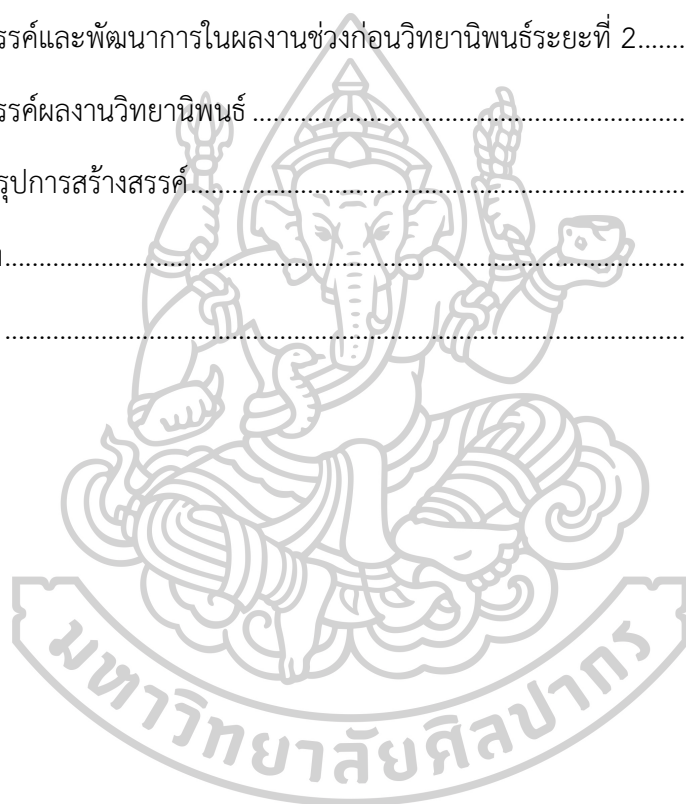 รรค์และพัฒนาการในผลงานช่วงก่อนวิทยานิพนธ์ระยะที่ 2.......
รรค์ผลงานวิทยานิพนธ์ ..............................................................
รุปการสร้างสรรค์.......................................................................
.....................................................................................................
.....................................................................................................
มหาวิทยาลัยศิลปากร